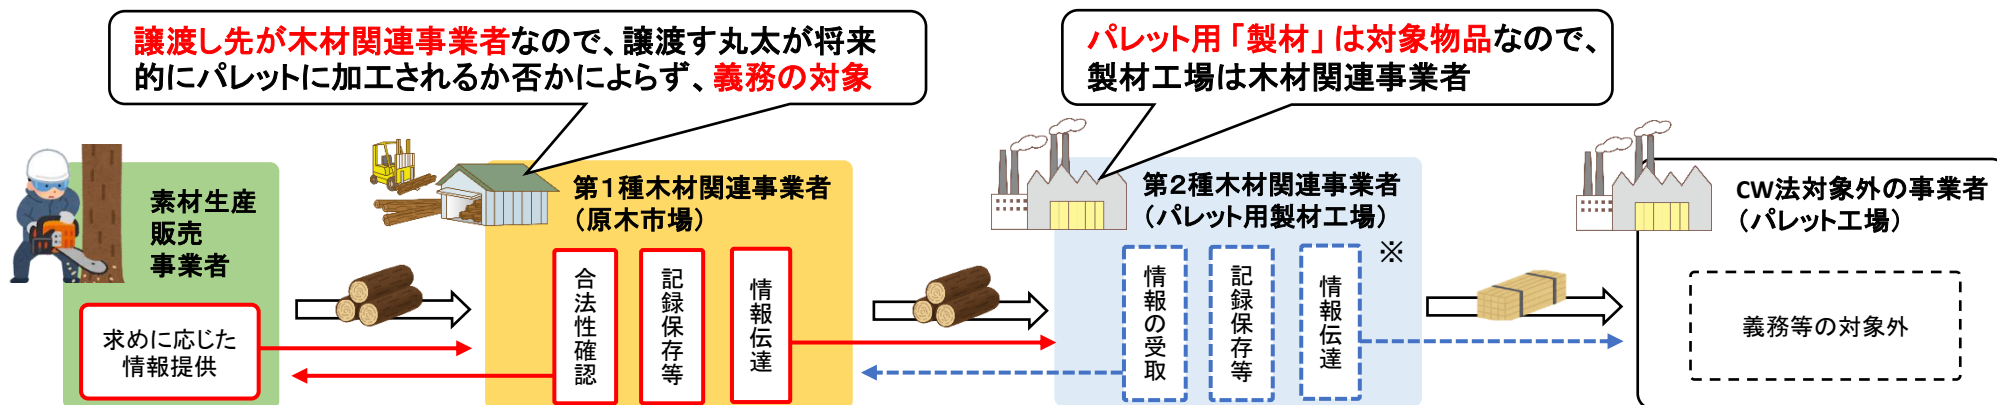 譲渡し先が木材関連事業者なので、譲渡す丸太が将来
的にパレットに加工されるか否かによらず、義務の対象
パレット用「製材」は対象物品なので、
製材工場は木材関連事業者
素材生産
販売
事業者
求めに応じた
情報提供
第1種木材関連事業者
（原木市場）
合法性確認
記録保存等
情報伝達
第2種木材関連事業者
（パレット用製材工場）
※
情報の受取
記録保存等
情報伝達
CW法対象外の事業者
（パレット工場）
義務等の対象外